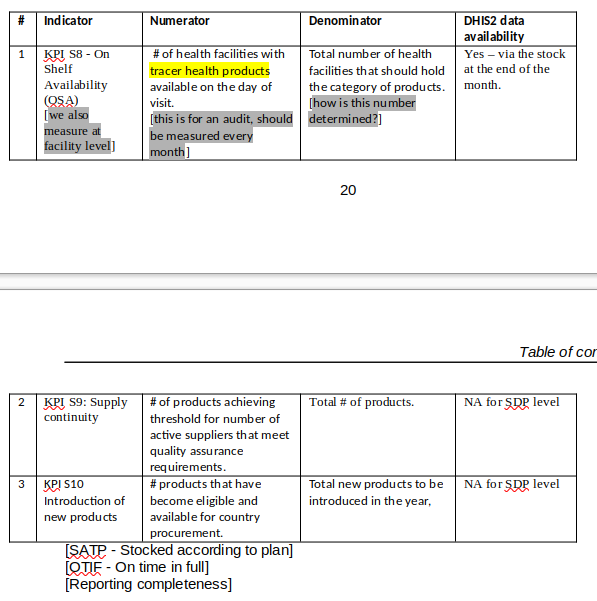 # Indicator Numerator Denominator DHIS2 data
availability
1 KPI S8 - On
Shelf
Availability
(OSA)
[we also
measure at
facility level]
# of health facilities with
tracer health products
available on the day of
visit.
[this is for an audit, should
be measured every
month]
Total number of health
facilities that should hold
the category of products.
[how is this number
determined?]
Yes – via the stock
at the end of the
month.
20
Table of cor
2 KPI S9: Supply
continuity
# of products achieving
threshold for number of
active suppliers that meet
quality assurance
requirements.
Total # of products.
NA for SDP level
3 KPI S10
Introduction of
new products
# products that have
become eligible and
available for country
procurement.
Total new products to be
introduced in the year,
NA for SDP level
[SATP - Stocked according to plan]
[OTIF - On time in full]
[Reporting completeness]